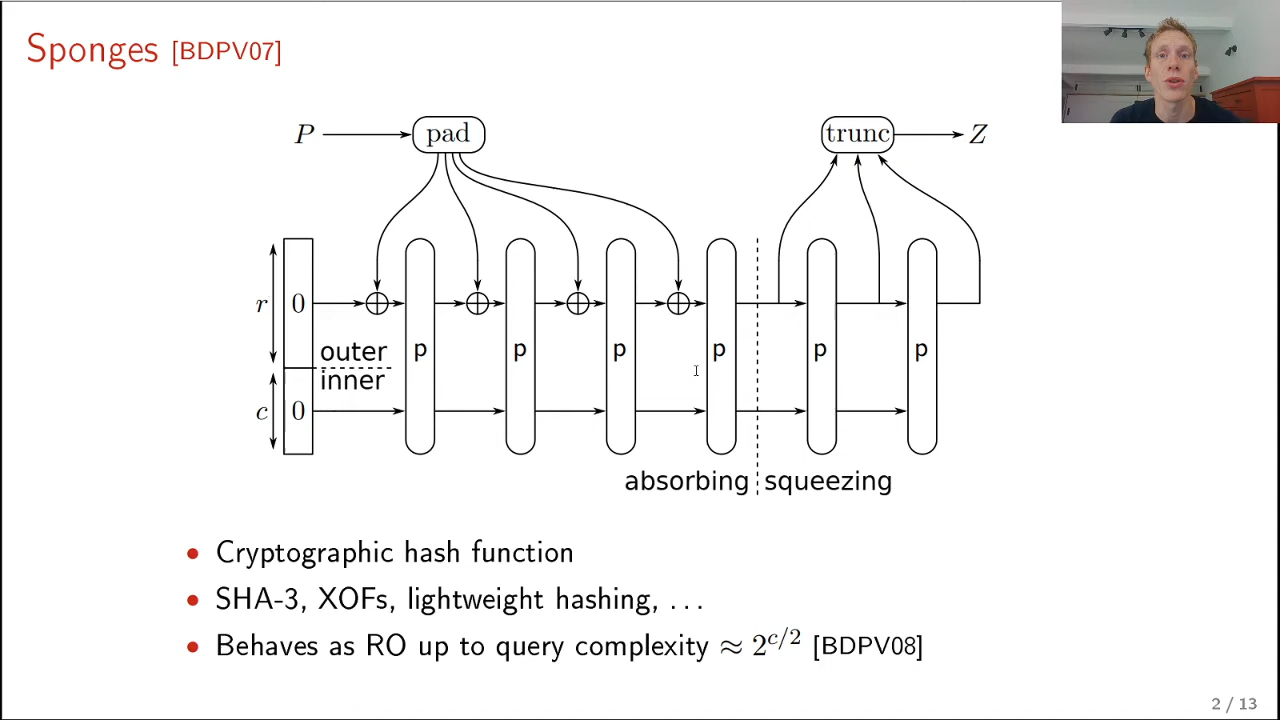 Sponges [BDPV07]
P pad trunc Z
r 0
outer
p p p p p p
inner
c 0
absorbing squeezing
• Cryptographic hash function
• SHA-3, XOFs, lightweight hashing, ...
• Behaves as RO up to query complexity ≈ 2^{c/2} [BDPV08]
2 / 13